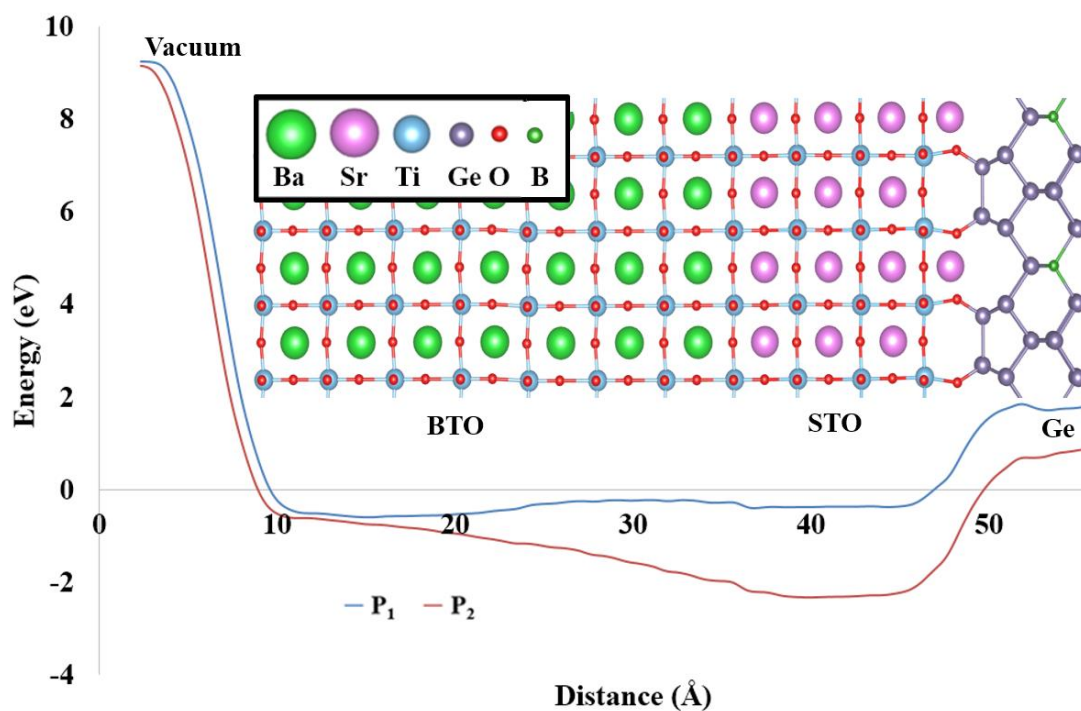 10
Vacuum
8
Ba Sr Ti Ge O B
6
4
2
BTO
STO
Ge
0
0
10
20
30
40
50
-2
P₁
P₂
-4
Energy (eV)
Distance (Å)